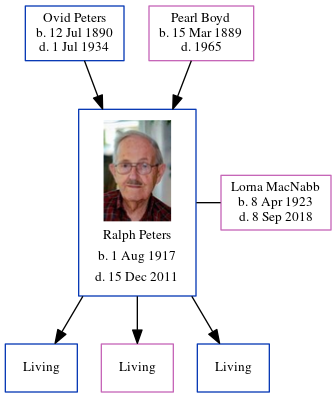 Ovid Peters
b. 12 Jul 1890
d. 1 Jul 1934
Pearl Boyd
b. 15 Mar 1889
d. 1965
Ralph Peters
b. 1 Aug 1917
d. 15 Dec 2011
Lorna MacNabb
b. 8 Apr 1923
d. 8 Sep 2018
Living
Living
Living